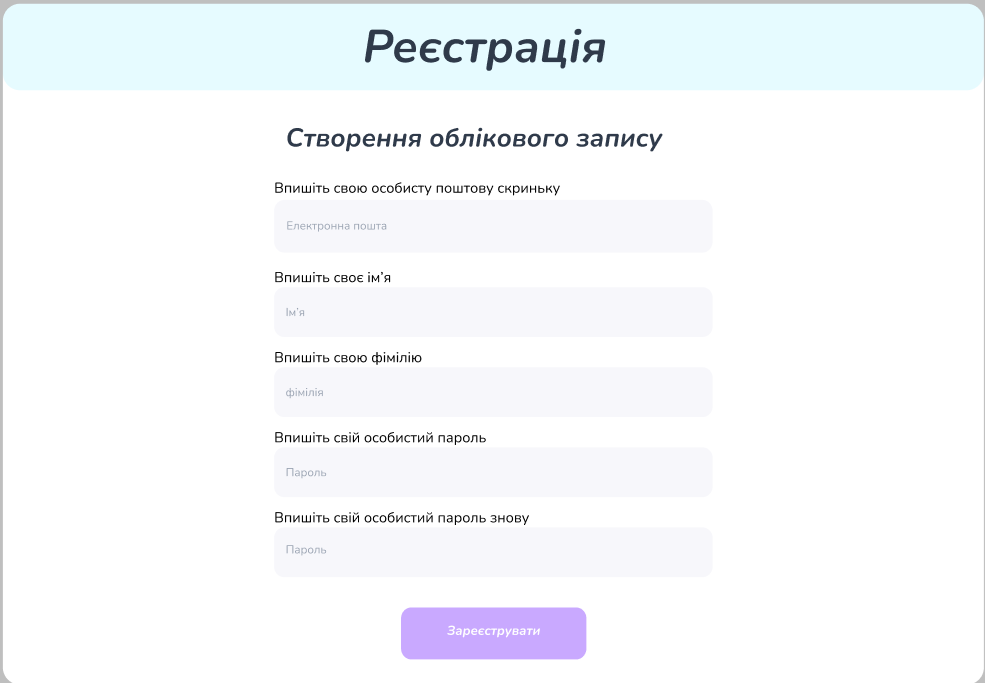 Реєстрація
Створення облікового запису
Впишіть свою особисту поштову скриньку
Електронна пошта
Впишіть своє ім’я
Ім’я
Впишіть свою фімілію
фімілія
Впишіть свій особистий пароль
Пароль
Впишіть свій особистий пароль знову
Пароль
Зареєструвати